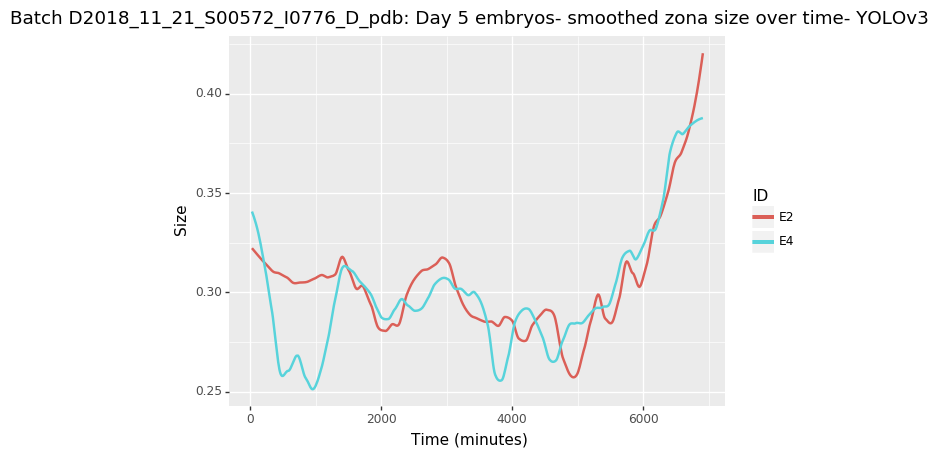 Batch D2018_11_21_S00572_I0776_D_pdb: Day 5 embryos- smoothed zona size over time- YOLOv3
0.40
0.35
0.30
0.25
Size
0
2000
4000
6000
Time (minutes)
ID
E2
E4